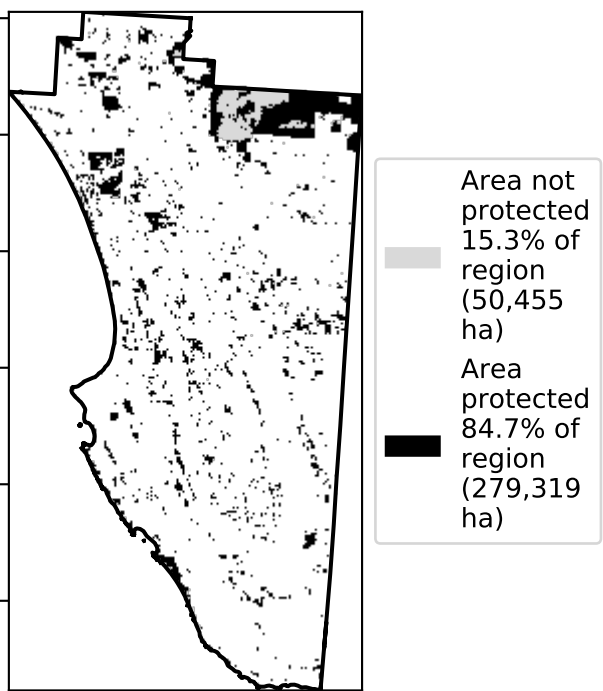 Area not
protected
15.3% of
region
(50,455
ha)
Area
protected
84.7% of
region
(279,319
ha)